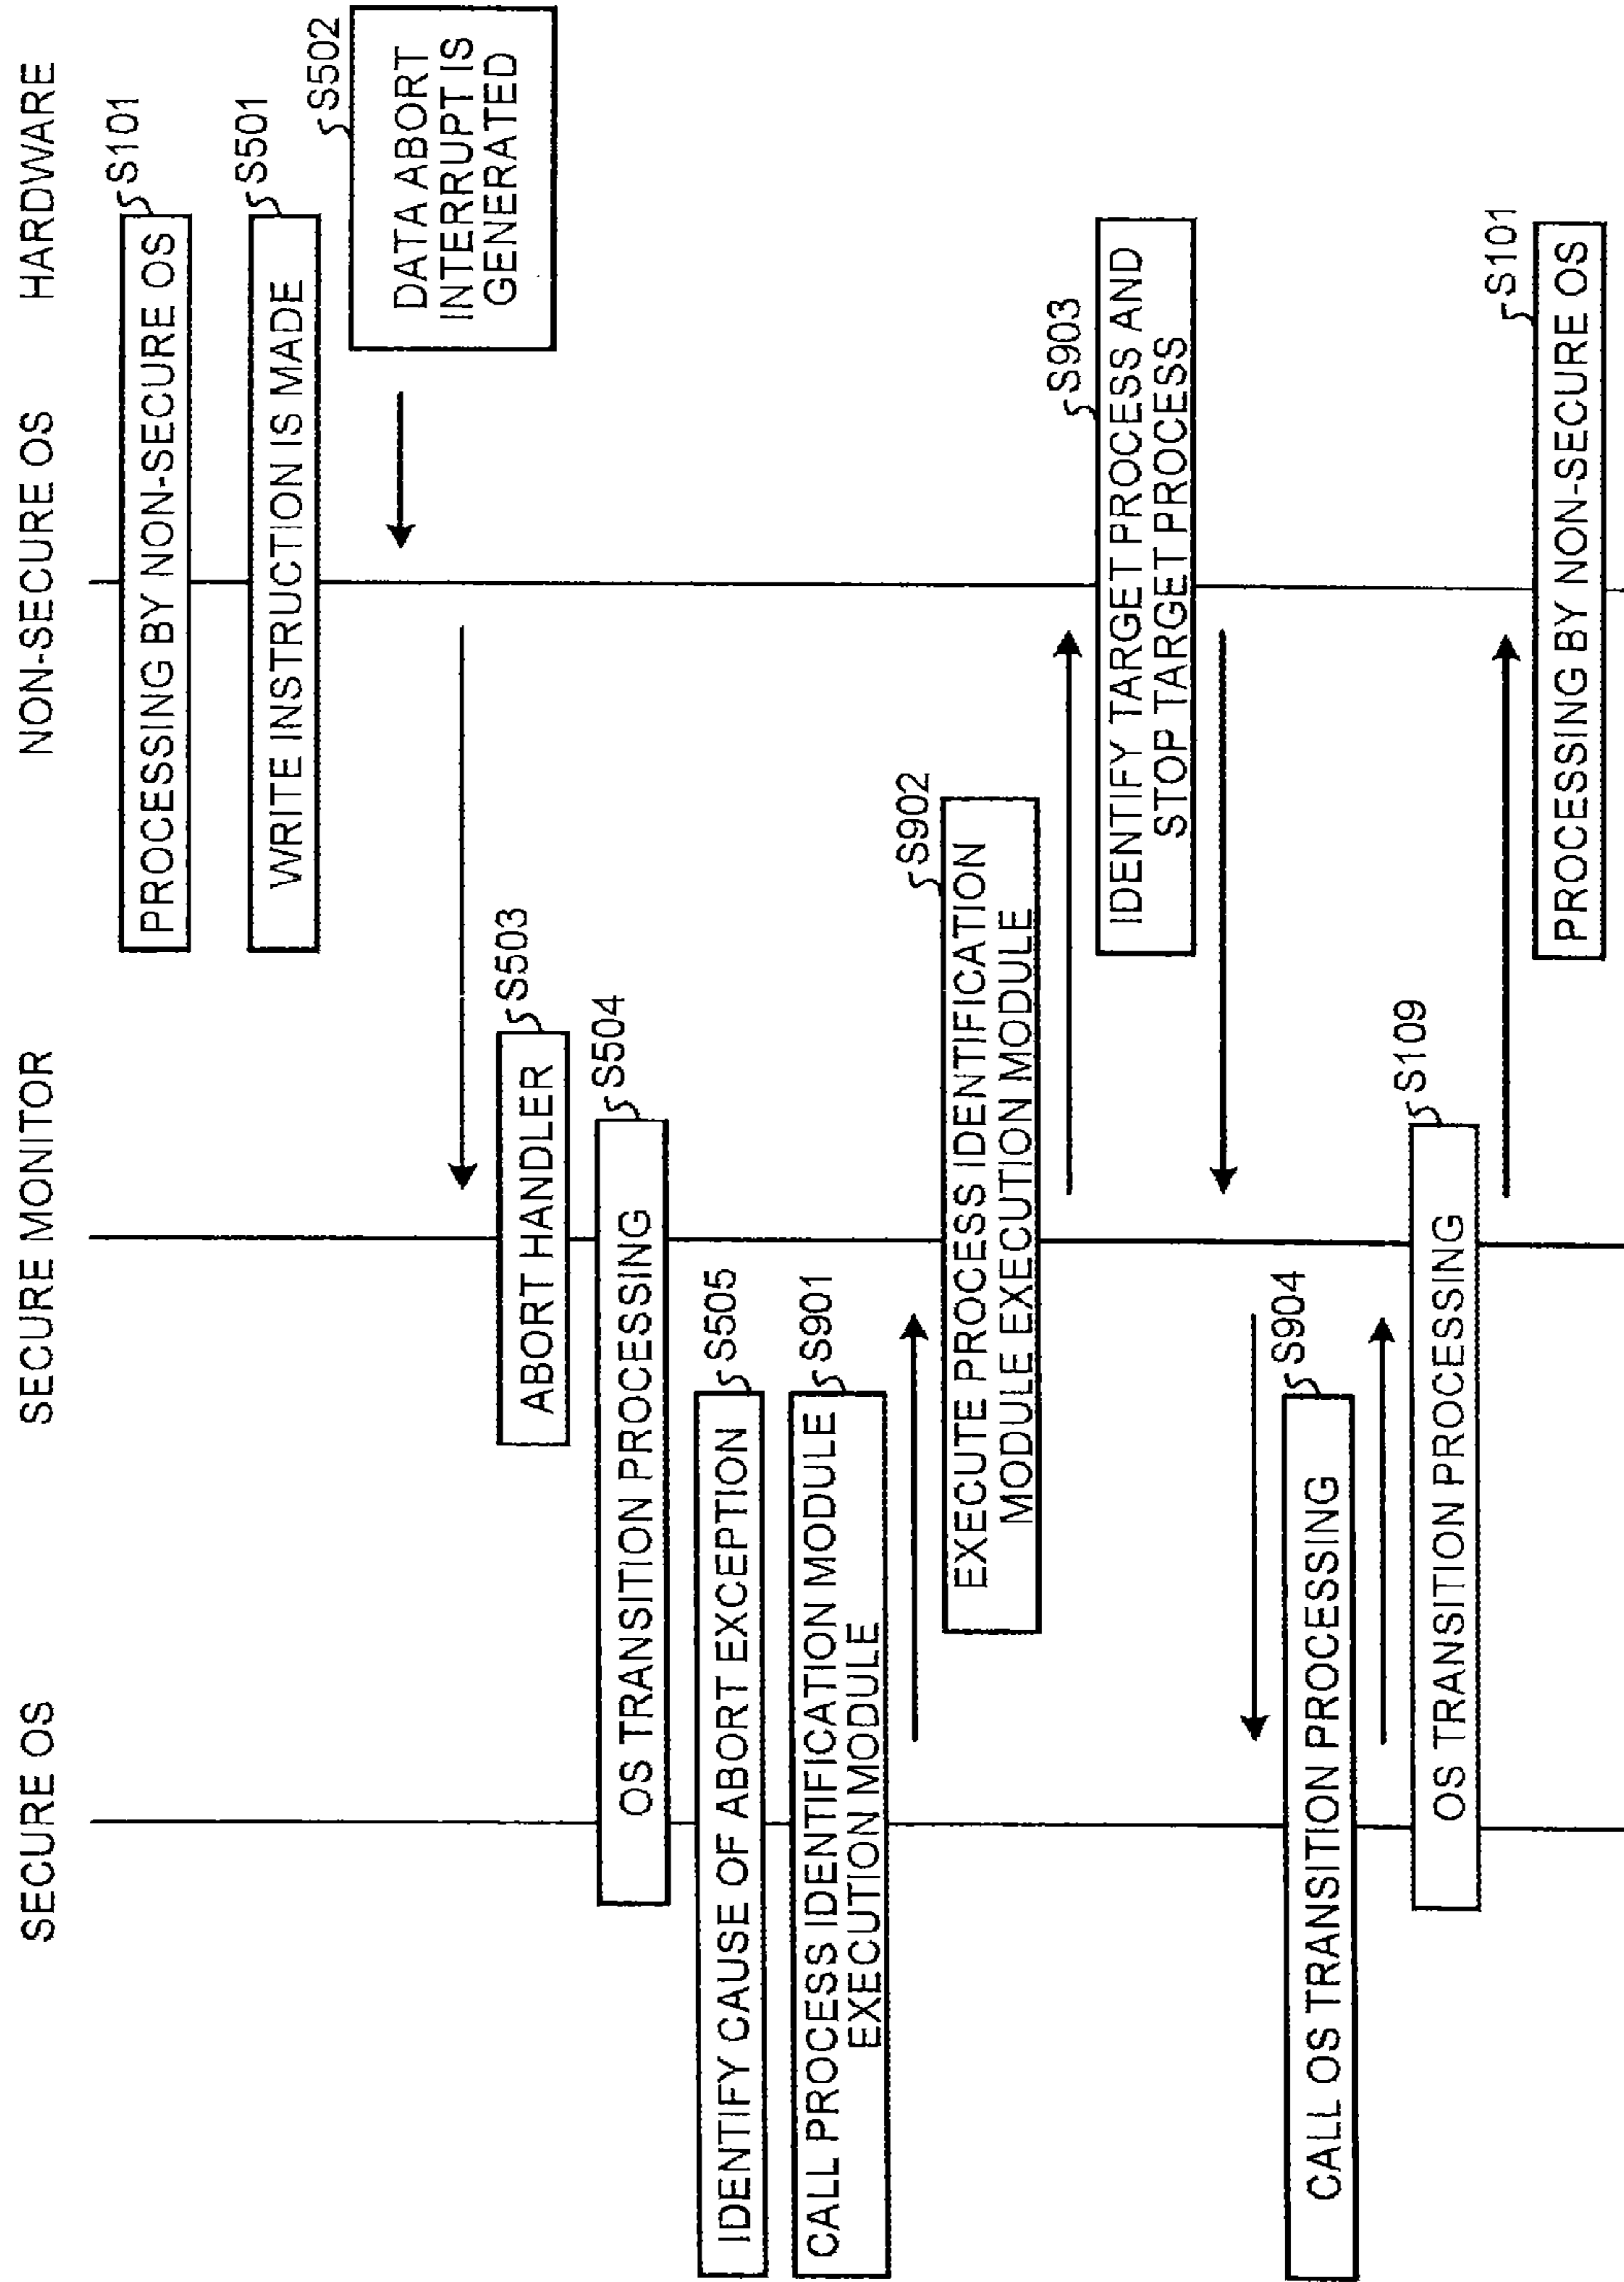 SECURE OS
SECURE MONITOR
NON-SECURE OS
HARDWARE
S101
PROCESSING BY NON-SECURE OS
S501
WRITE INSTRUCTION IS MADE
S502
DATA ABORT
INTERRUPT IS
GENERATED
S503
ABORT HANDLER
S504
OS TRANSITION PROCESSING
S505
IDENTIFY CAUSE OF ABORT EXCEPTION
S901
CALL PROCESS IDENTIFICATION MODULE
EXECUTION MODULE
S902
EXECUTE PROCESS IDENTIFICATION
MODULE EXECUTION MODULE
S903
IDENTIFY TARGET PROCESS AND
STOP TARGET PROCESS
S904
CALL OS TRANSITION PROCESSING
S109
OS TRANSITION PROCESSING
S101
PROCESSING BY NON-SECURE OS